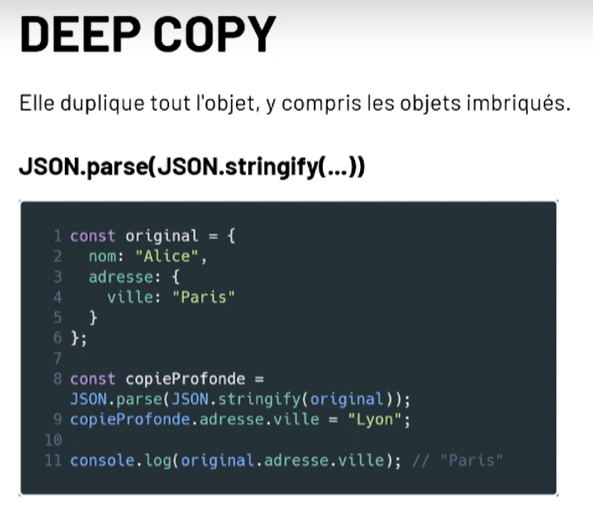 DEEP COPY
Elle duplique tout l'objet, y compris les objets imbriqués.
JSON.parse(JSON.stringify(...))
1 const original = {
2   nom: "Alice",
3   adresse: {
4     ville: "Paris"
5   }
6 };
7
8 const copieProfonde =
JSON.parse(JSON.stringify(original));
9 copieProfonde.adresse.ville = "Lyon";
10
11 console.log(original.adresse.ville); // "Paris"